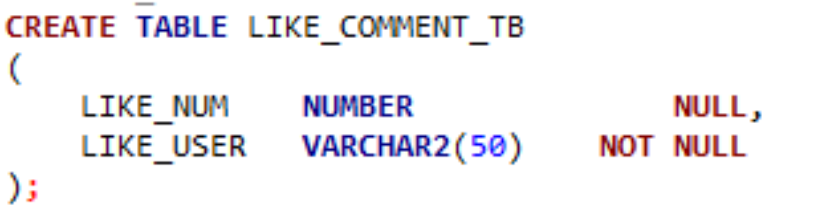 CREATE TABLE LIKE_COMMENT_TB
(
LIKE_NUM NUMBER NULL,
LIKE_USER VARCHAR2(50) NOT NULL
);